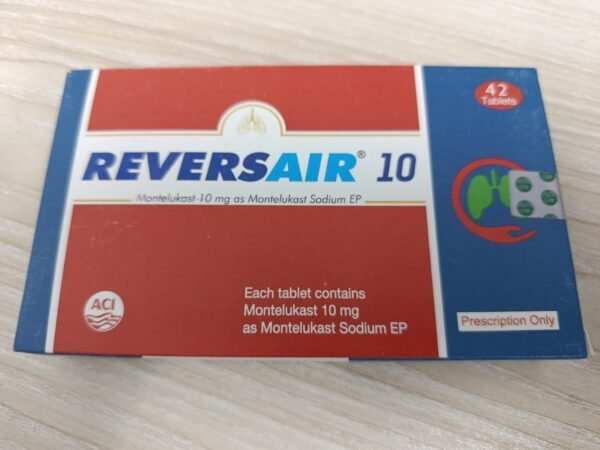 42
Tablets
REVERSAIR® 10
Montelukast 10 mg as Montelukast Sodium EP
ACI
Each tablet contains
Montelukast 10 mg
as Montelukast Sodium EP
Prescription Only